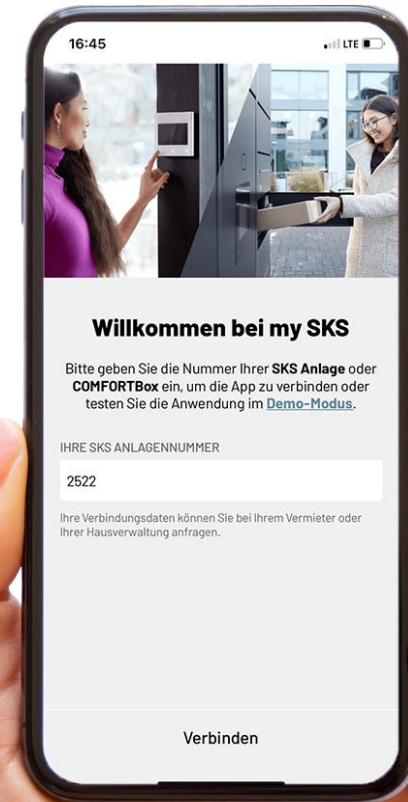 16:45
LTE
Willkommen bei my SKS
Bitte geben Sie die Nummer Ihrer SKS Anlage oder
COMFORTBox ein, um die App zu verbinden oder
testen Sie die Anwendung im Demo-Modus.
IHRE SKS ANLAGENNUMMER
2522
Ihre Verbindungsdaten können Sie bei Ihrem Vermieter oder
Ihrer Hausverwaltung anfragen.
Verbinden